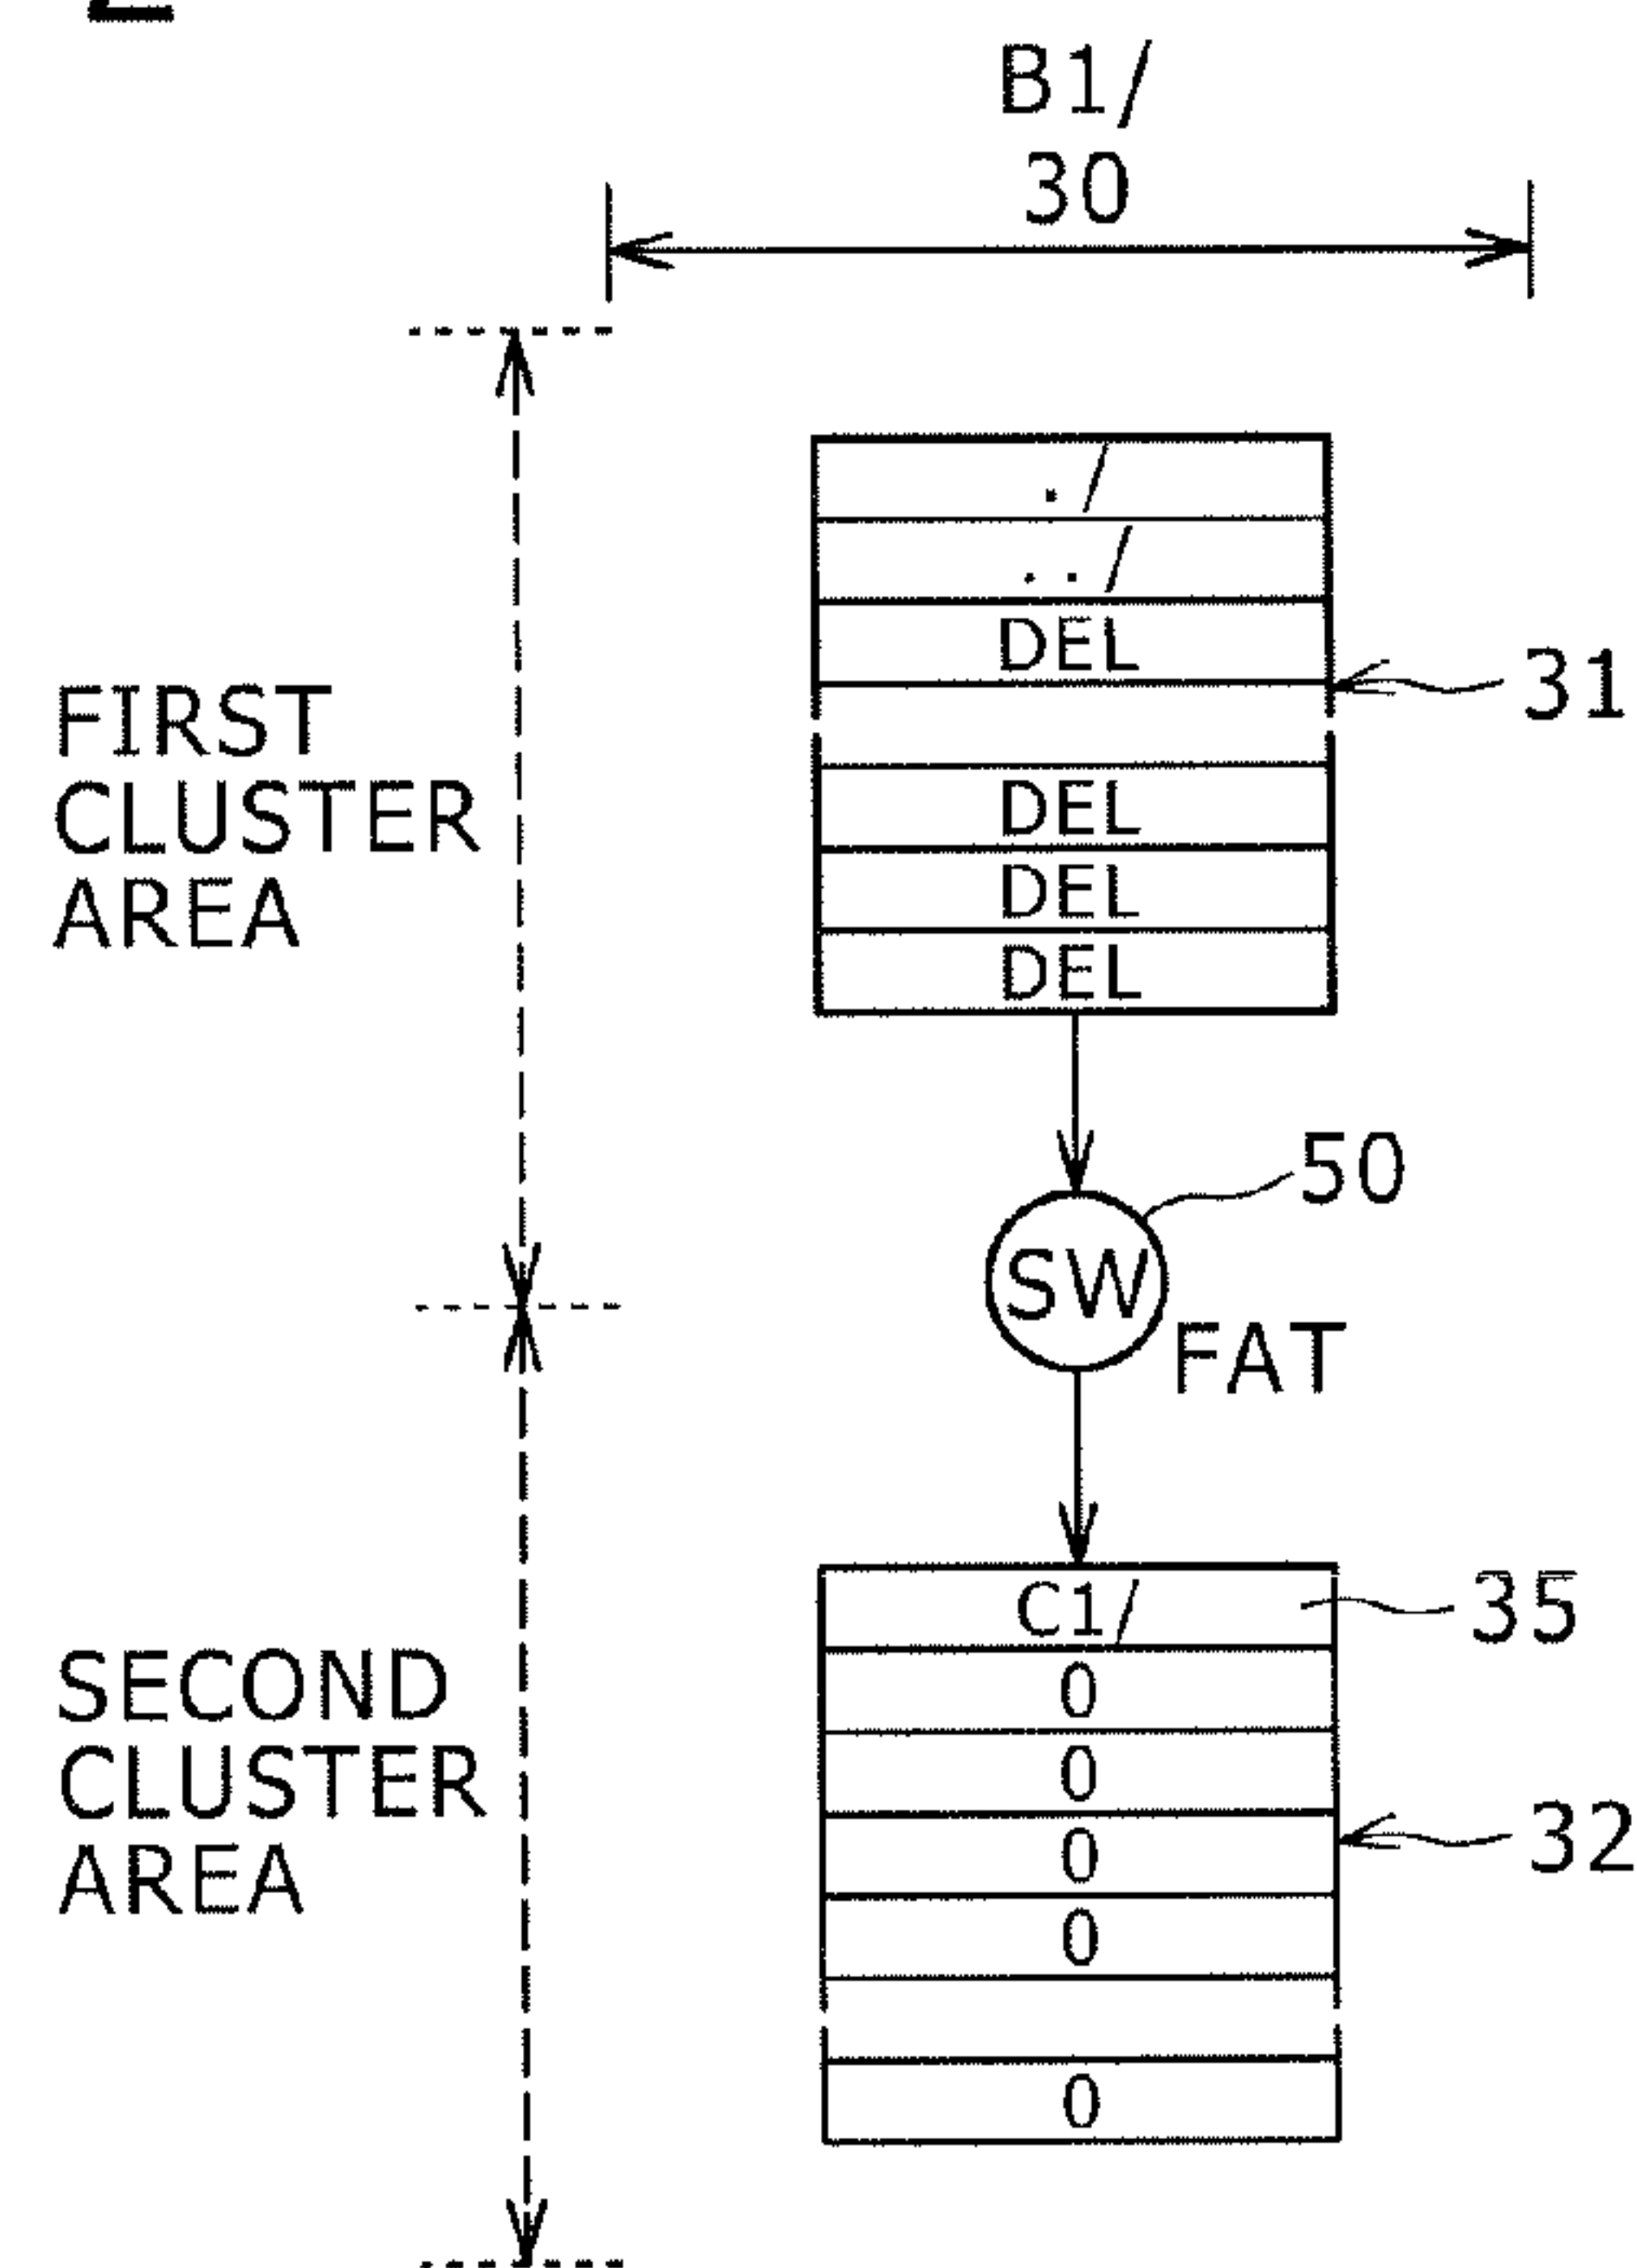 B1/
30
./
../
DEL
31
FIRST
CLUSTER
AREA
DEL
DEL
DEL
50
SW
FAT
C1/
35
0
0
0
0
SECOND
CLUSTER
AREA
32
0